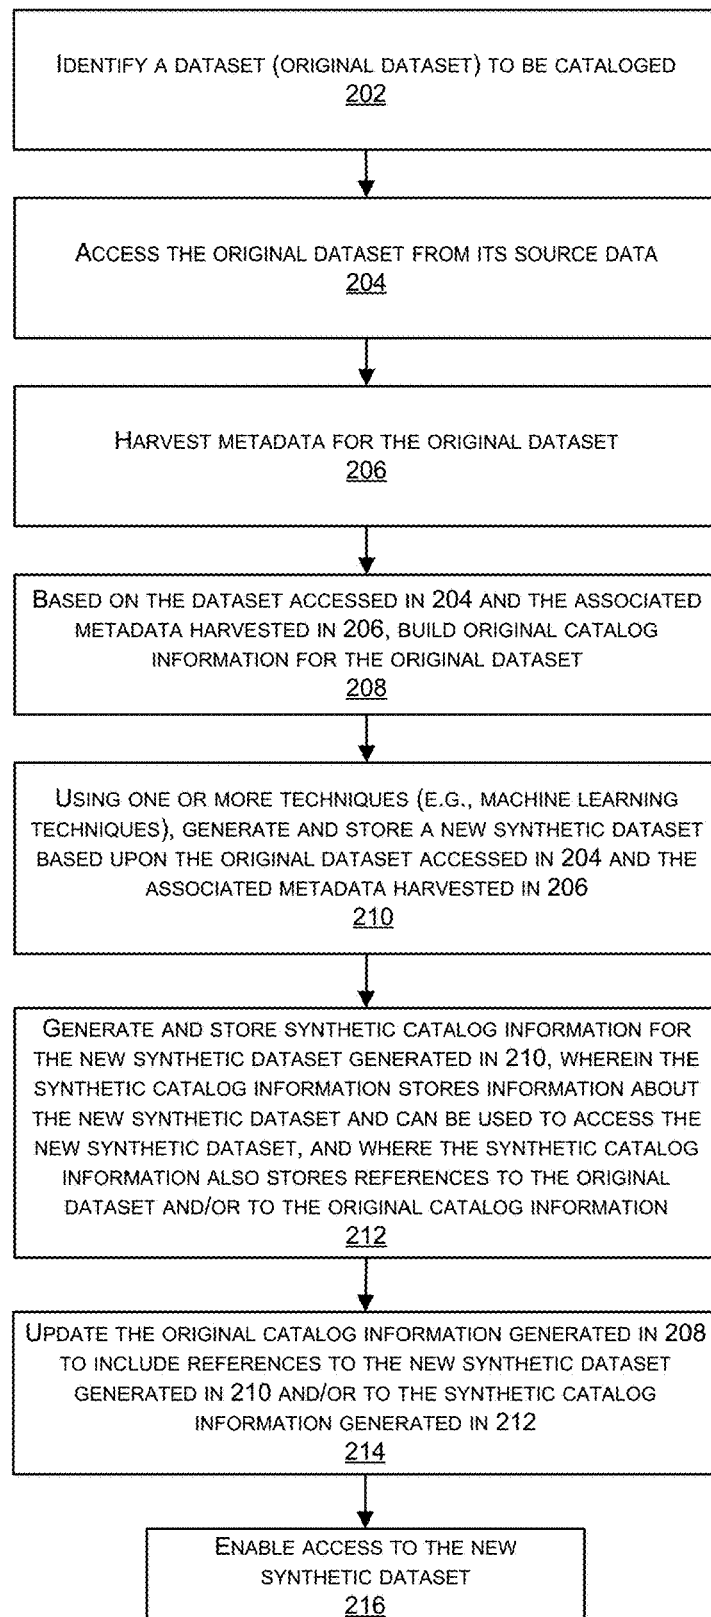 IDENTIFY A DATASET (ORIGINAL DATASET) TO BE CATALOGED
202
ACCESS THE ORIGINAL DATASET FROM ITS SOURCE DATA
204
HARVEST METADATA FOR THE ORIGINAL DATASET
206
BASED ON THE DATASET ACCESSED IN 204 AND THE ASSOCIATED
METADATA HARVESTED IN 206, BUILD ORIGINAL CATALOG
INFORMATION FOR THE ORIGINAL DATASET
208
USING ONE OR MORE TECHNIQUES (E.G., MACHINE LEARNING
TECHNIQUES), GENERATE AND STORE A NEW SYNTHETIC DATASET
BASED UPON THE ORIGINAL DATASET ACCESSED IN 204 AND THE
ASSOCIATED METADATA HARVESTED IN 206
210
GENERATE AND STORE SYNTHETIC CATALOG INFORMATION FOR
THE NEW SYNTHETIC DATASET GENERATED IN 210, WHEREIN THE
SYNTHETIC CATALOG INFORMATION STORES INFORMATION ABOUT
THE NEW SYNTHETIC DATASET AND CAN BE USED TO ACCESS THE
NEW SYNTHETIC DATASET, AND WHERE THE SYNTHETIC CATALOG
INFORMATION ALSO STORES REFERENCES TO THE ORIGINAL
DATASET AND/OR TO THE ORIGINAL CATALOG INFORMATION
212
UPDATE THE ORIGINAL CATALOG INFORMATION GENERATED IN 208
TO INCLUDE REFERENCES TO THE NEW SYNTHETIC DATASET
GENERATED IN 210 AND/OR TO THE SYNTHETIC CATALOG
INFORMATION GENERATED IN 212
214
ENABLE ACCESS TO THE NEW
SYNTHETIC DATASET
216